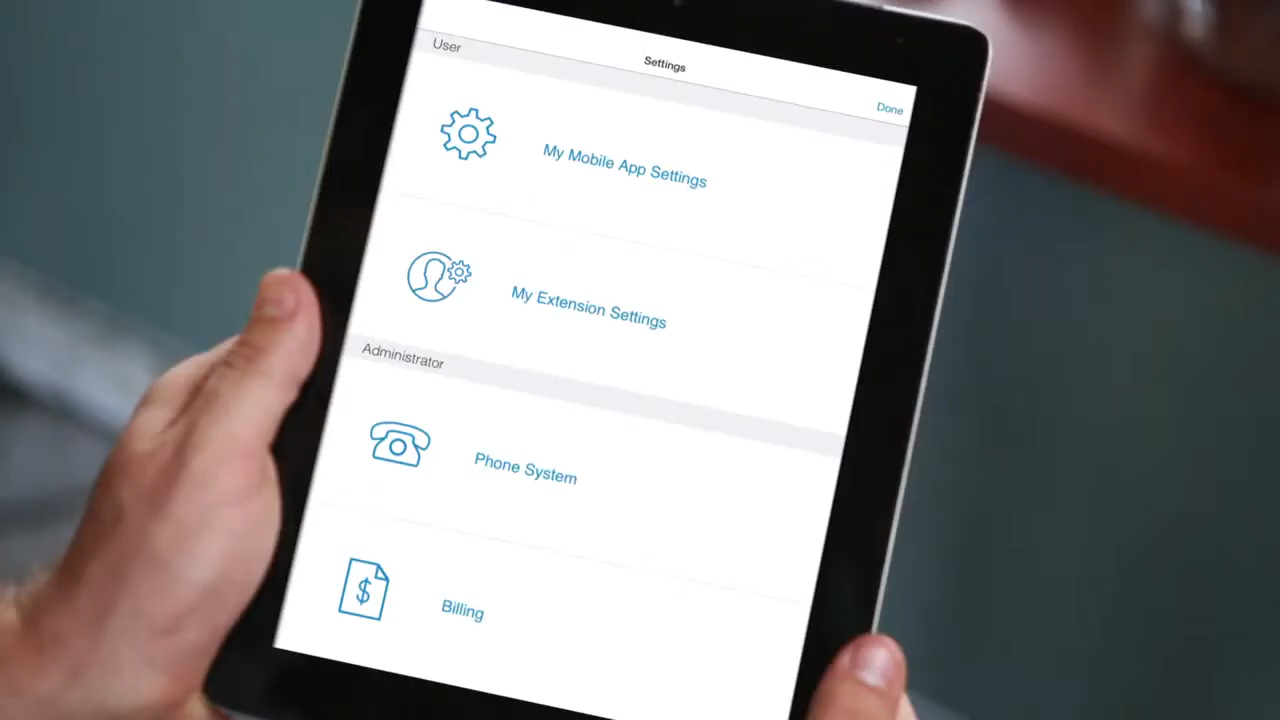 Settings
Done
User
My Mobile App Settings
My Extension Settings
Administrator
Phone System
$
Billing